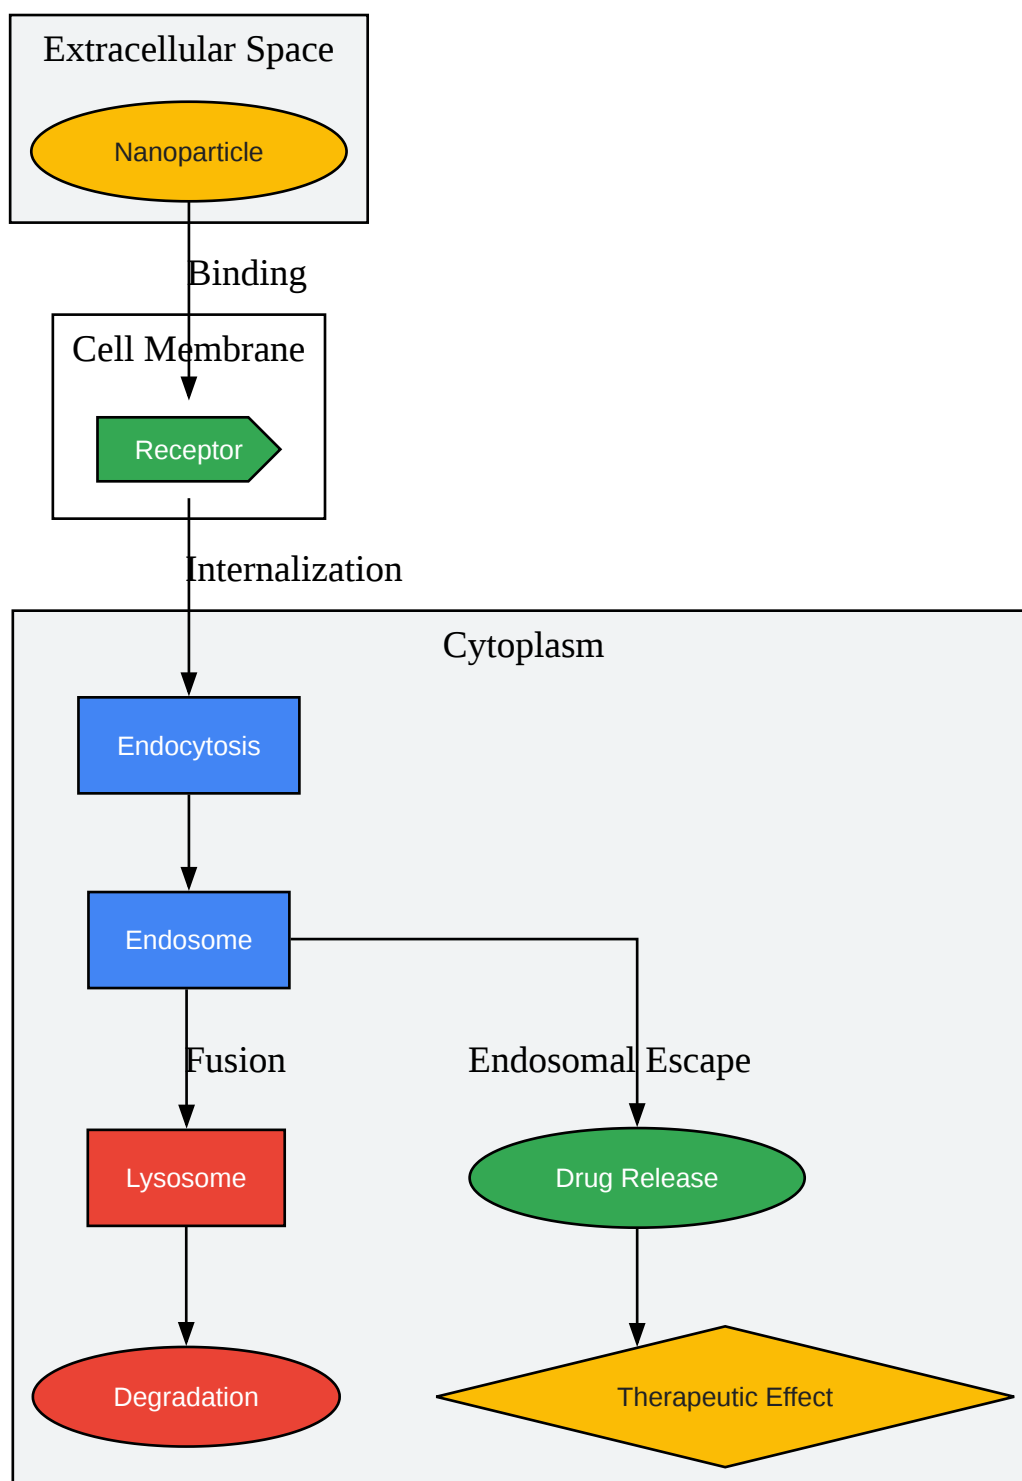 Extracellular Space
Nanoparticle
Binding
Cell Membrane
Receptor
Internalization
Cytoplasm
Endocytosis
Endosome
Fusion
Endosomal Escape
Lysosome
Drug Release
Degradation
Therapeutic Effect